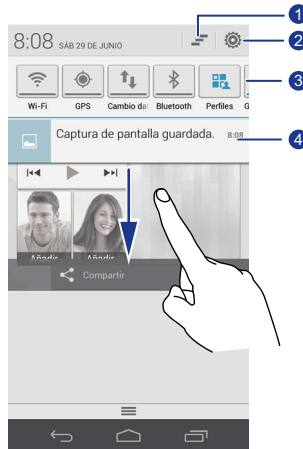 1
8:08 SÁB 29 DE JUNIO
2
3
Wi-Fi GPS Cambio dat Bluetooth Perfiles G
Captura de pantalla guardada. 8:08
4
Añadir Añadir
Compartir